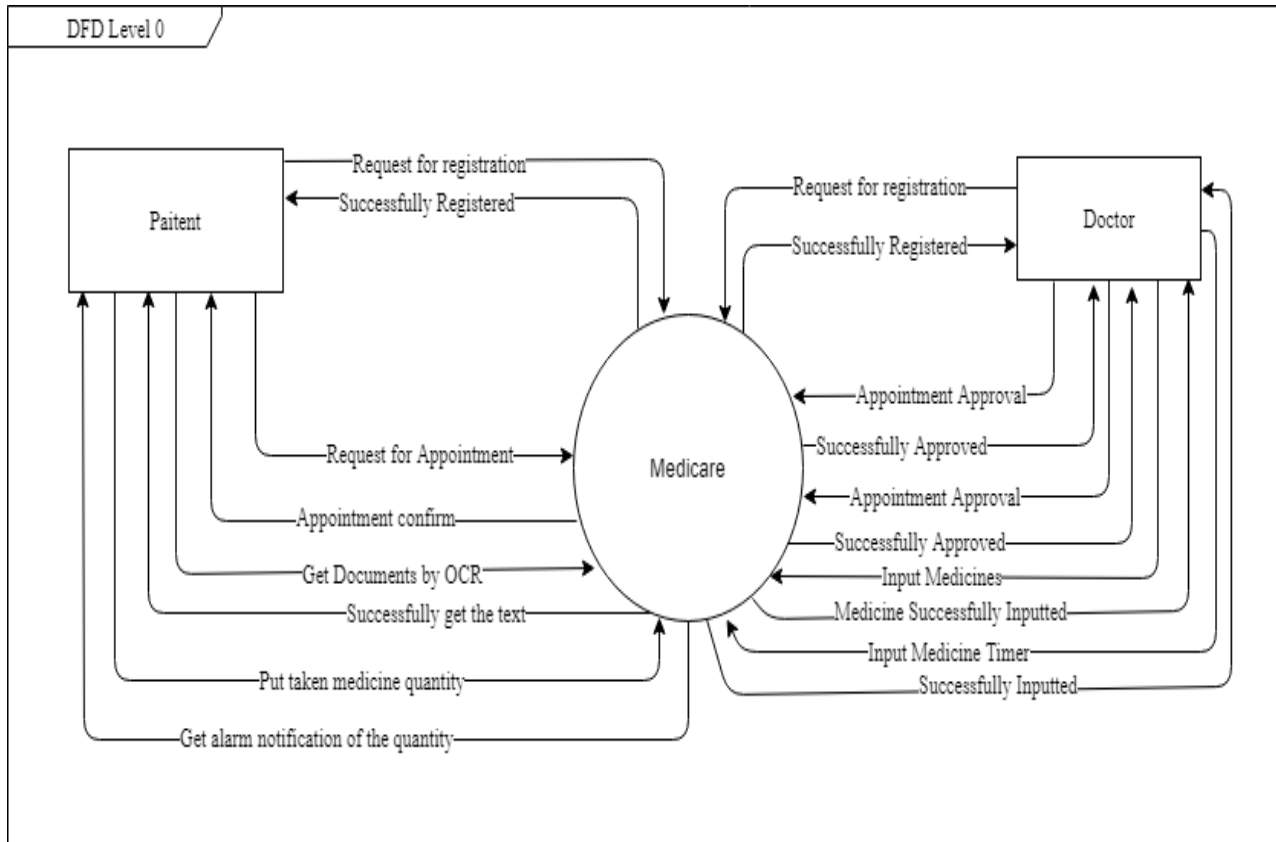 DFD Level 0
Request for registration
Successfully Registered
Paitent
Request for registration
Successfully Registered
Doctor
Request for Appointment
Appointment confirm
Get Documents by OCR
Successfully get the text
Put taken medicine quantity
Get alarm notification of the quantity
Medicare
Appointment Approval
Successfully Approved
Appointment Approval
Successfully Approved
Input Medicines
Medicine Successfully Inputted
Input Medicine Timer
Successfully Inputted